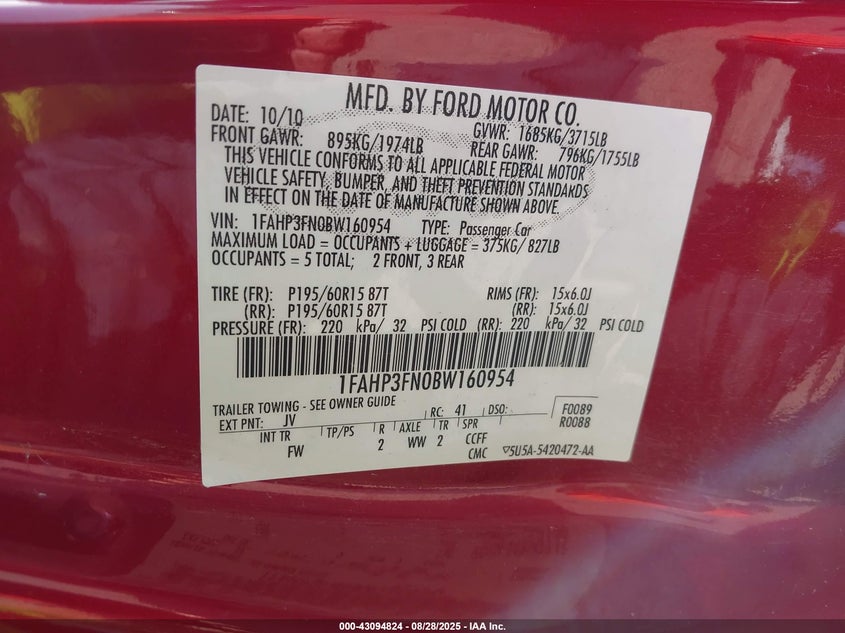 MFD. BY FORD MOTOR CO.
DATE: 10/10 GVWR: 1685KG/3715LB
FRONT GAWR: 895KG/1974LB REAR GAWR: 796KG/1755LB
THIS VEHICLE CONFORMS TO ALL APPLICABLE FEDERAL MOTOR
VEHICLE SAFETY, BUMPER, AND THEFT PREVENTION STANDARDS
IN EFFECT ON THE DATE OF MANUFACTURE SHOWN ABOVE.
VIN: 1FAHP3FN0BW160954 TYPE: Passenger Car
MAXIMUM LOAD = OCCUPANTS + LUGGAGE = 375KG/ 827LB
OCCUPANTS = 5 TOTAL; 2 FRONT, 3 REAR
TIRE (FR): P195/60R15 87T RIMS (FR): 15x6.0J
(RR): P195/60R15 87T (RR): 15x6.0J
PRESSURE (FR): 220 kPa/ 32 PSI COLD (RR): 220 kPa/ 32 PSI COLD
1FAHP3FN0BW160954
TRAILER TOWING - SEE OWNER GUIDE
EXT PNT: JV RC: 41 DSO: F0089
R0088
INT TR TP/PS R AXLE TR SPR
FW 2 WW 2 CCFF
CMC ▽5U5A-5420472-AA
000-43094824 | 08/28/2025 | IAA Inc.